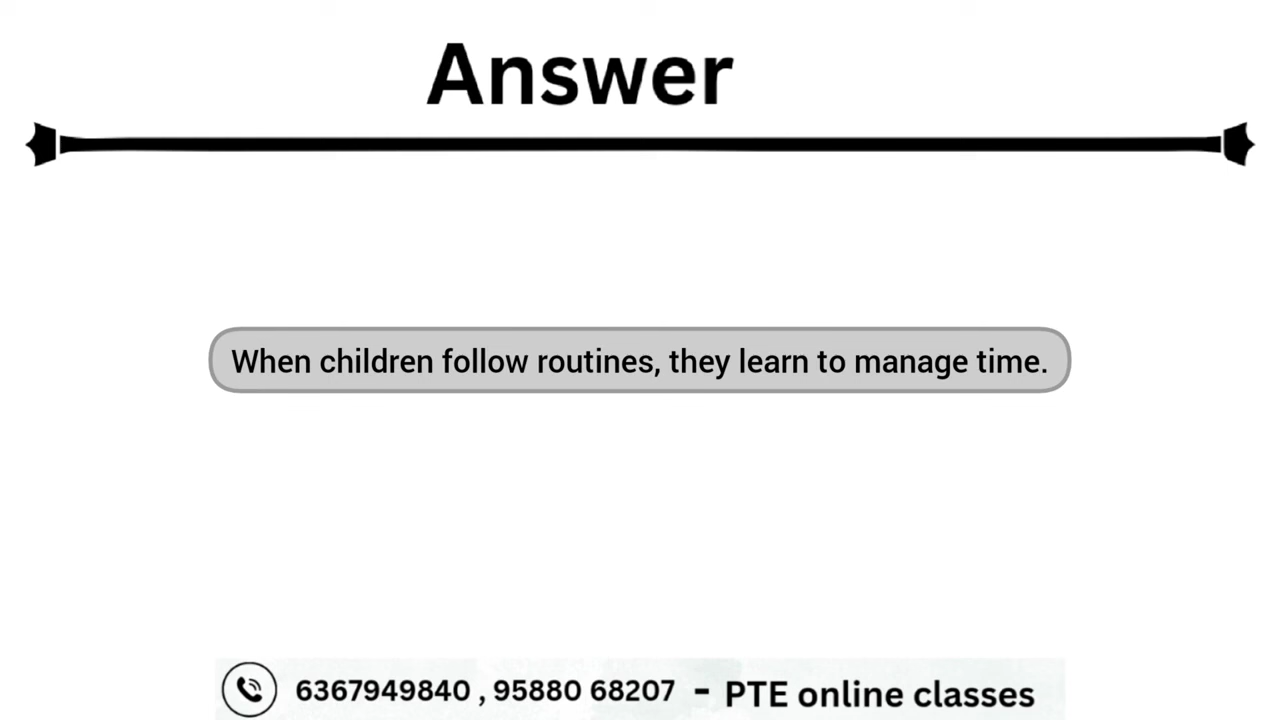 Answer
When children follow routines, they learn to manage time.
6367949840 , 95880 68207 - PTE online classes